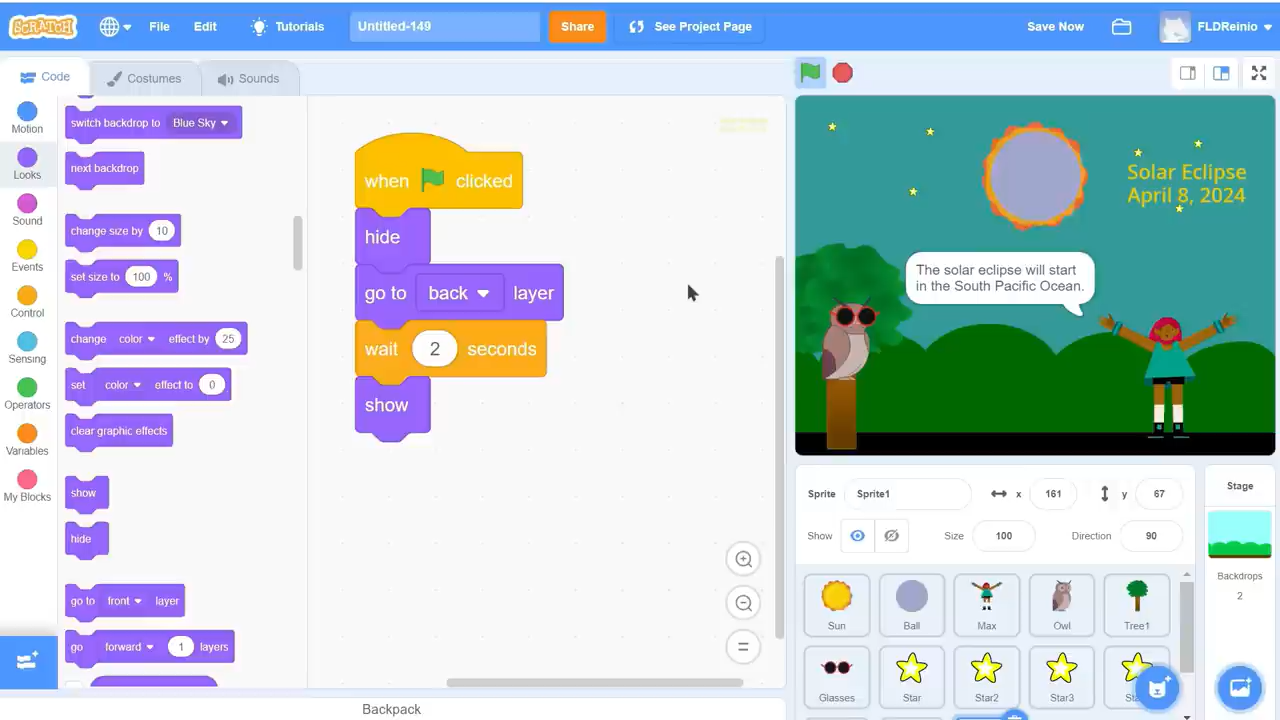 SCRATCH
File
Edit
Tutorials
Untitled-149
Share
See Project Page
Save Now
FLDReinio
Code
Costumes
Sounds
Motion
Looks
Sound
Events
Control
Sensing
Operators
Variables
My Blocks
switch backdrop to Blue Sky
next backdrop
change size by 10
set size to 100 %
change color effect by 25
set color effect to 0
clear graphic effects
show
hide
go to front layer
go forward 1 layers
when clicked
hide
go to back layer
wait 2 seconds
show
Backpack
Solar Eclipse
April 8, 2024
The solar eclipse will start
in the South Pacific Ocean.
Sprite Sprite1 x 161 y 67
Show Size 100 Direction 90
Sun
Ball
Max
Owl
Tree1
Glasses
Star
Star2
Star3
Stage
Backdrops
2